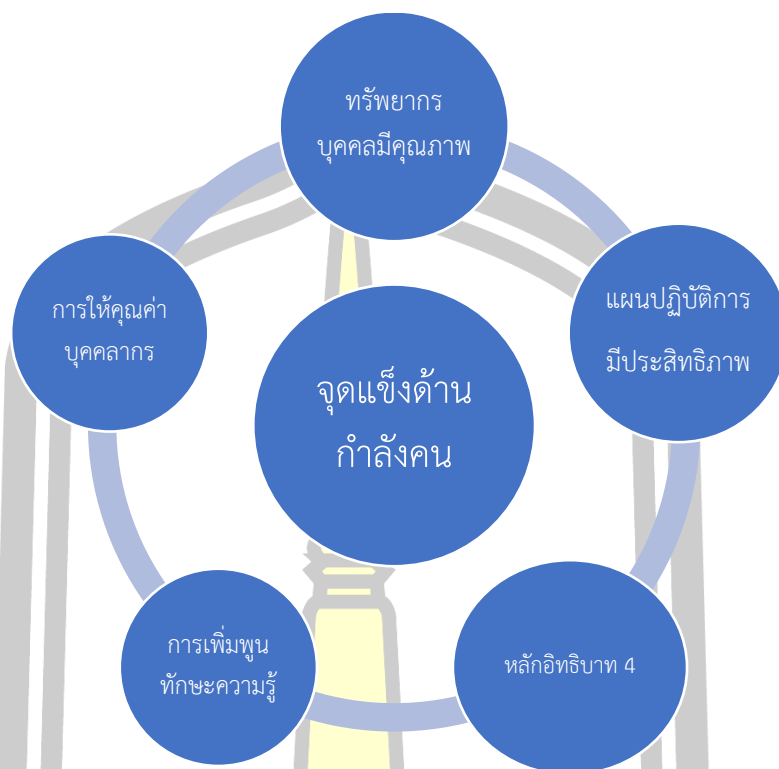 ทรัพยากร
บุคคลมีคุณภาพ
แผนปฏิบัติการ
มีประสิทธิภาพ
หลักอิทธิบาท 4
การเพิ่มพูน
ทักษะความรู้
การให้คุณค่า
บุคคลากร
จุดแข็งด้าน
กำลังคน